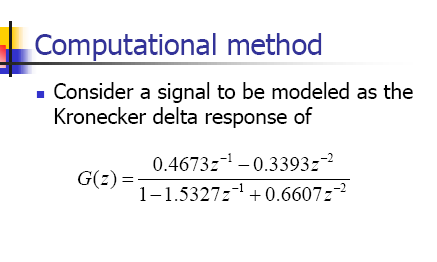 Computational method
Consider a signal to be modeled as the
Kronecker delta response of
G(z) = \frac{0.4673z^{-1} - 0.3393z^{-2}}{1 - 1.5327z^{-1} + 0.6607z^{-2}}